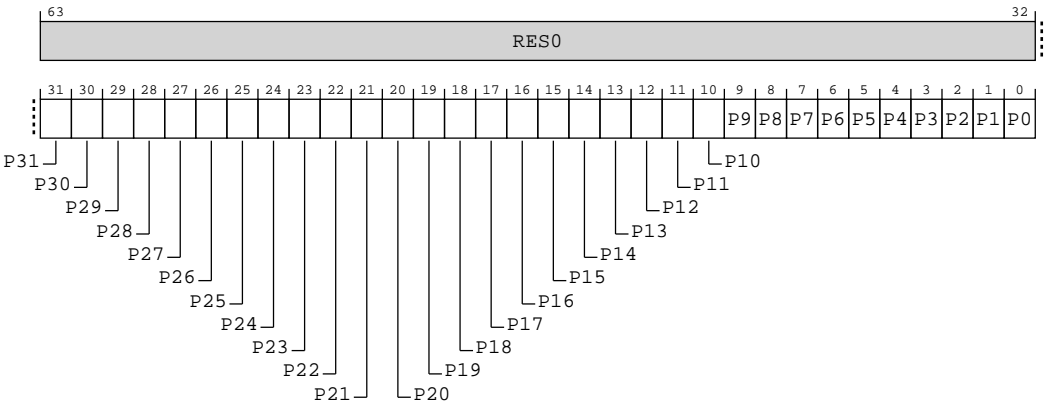 63 32
RES0
31 30 29 28 27 26 25 24 23 22 21 20 19 18 17 16 15 14 13 12 11 10 9 8 7 6 5 4 3 2 1 0
P9 P8 P7 P6 P5 P4 P3 P2 P1 P0
P31 P10
P30 P11
P29 P12
P28 P13
P27 P14
P26 P15
P25 P16
P24 P17
P23 P18
P22 P19
P21 P20